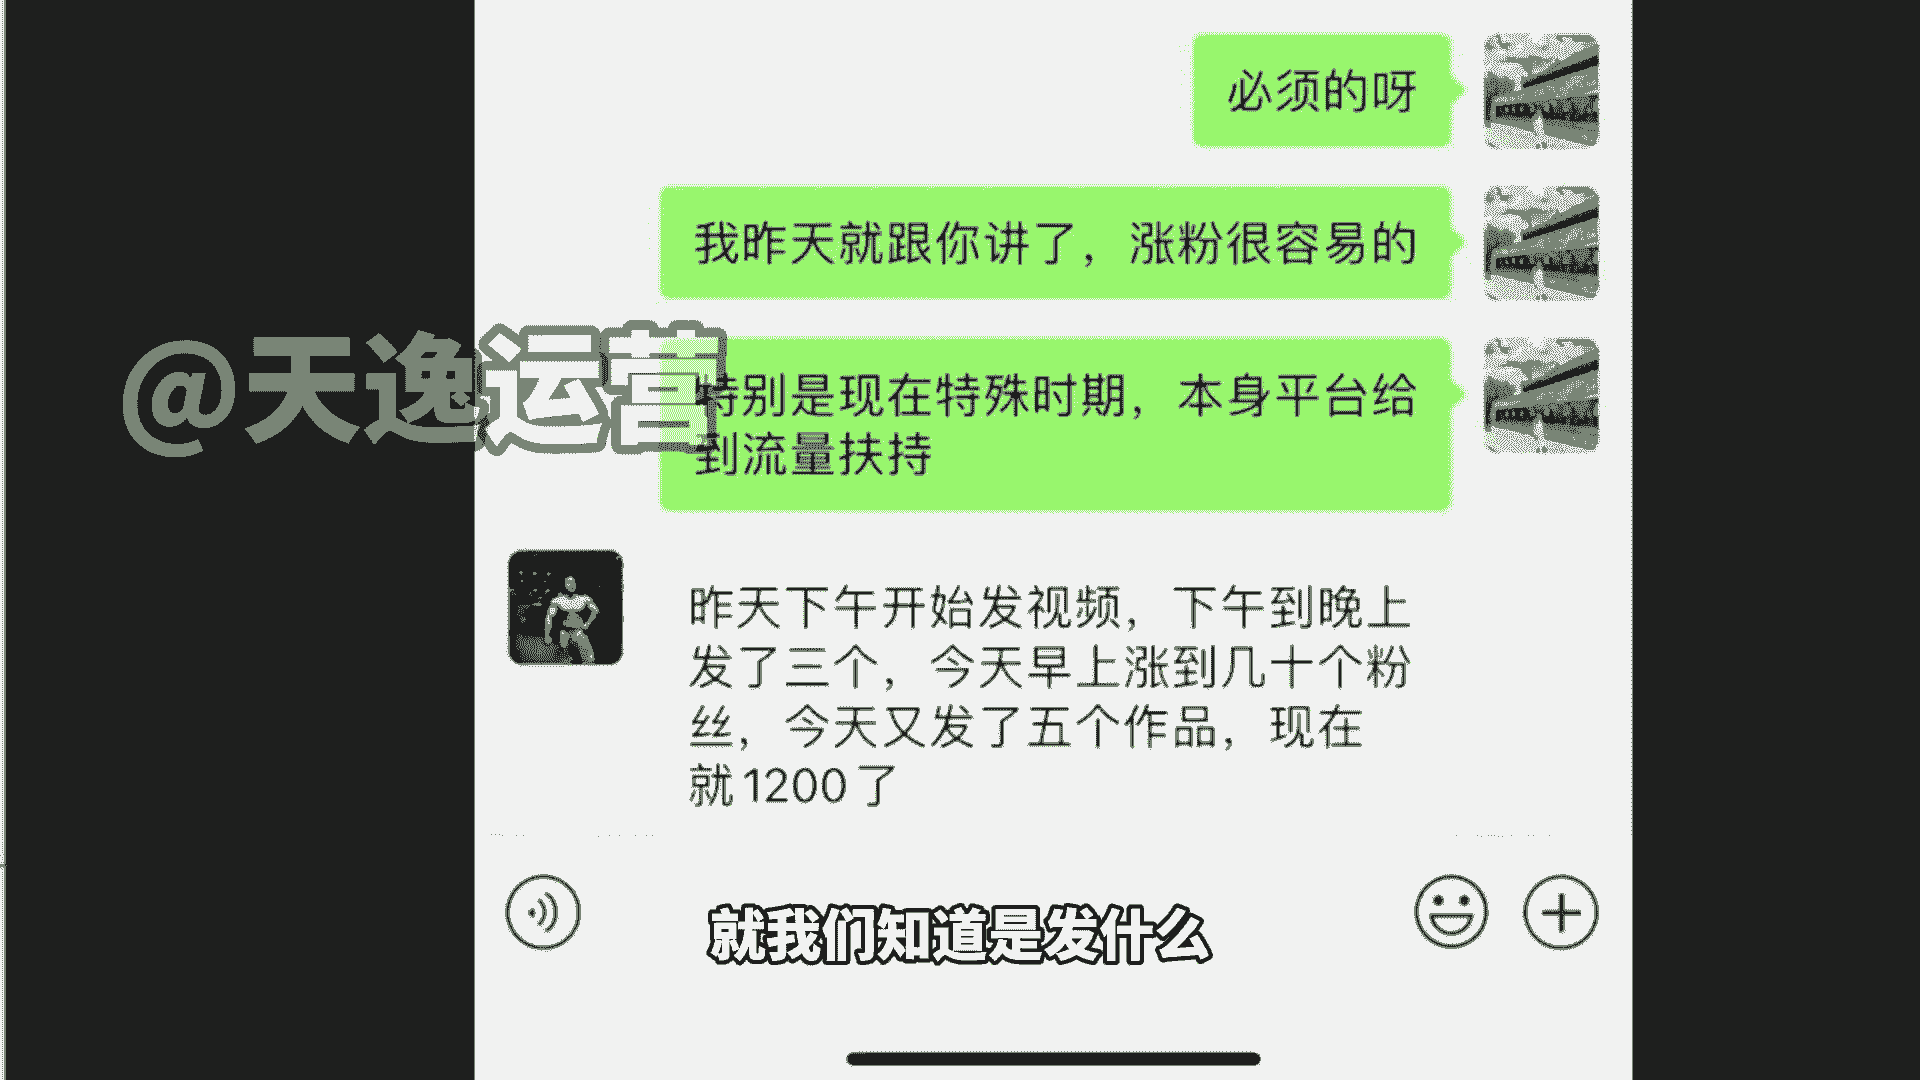 必须的呀
我昨天就跟你讲了，涨粉很容易的
@天逸运营
特别是现在特殊时期，本身平台给
到流量扶持
昨天下午开始发视频，下午到晚上
发了三个，今天早上涨到几十个粉
丝，今天又发了五个作品，现在
就1200了
就我们知道是发什么